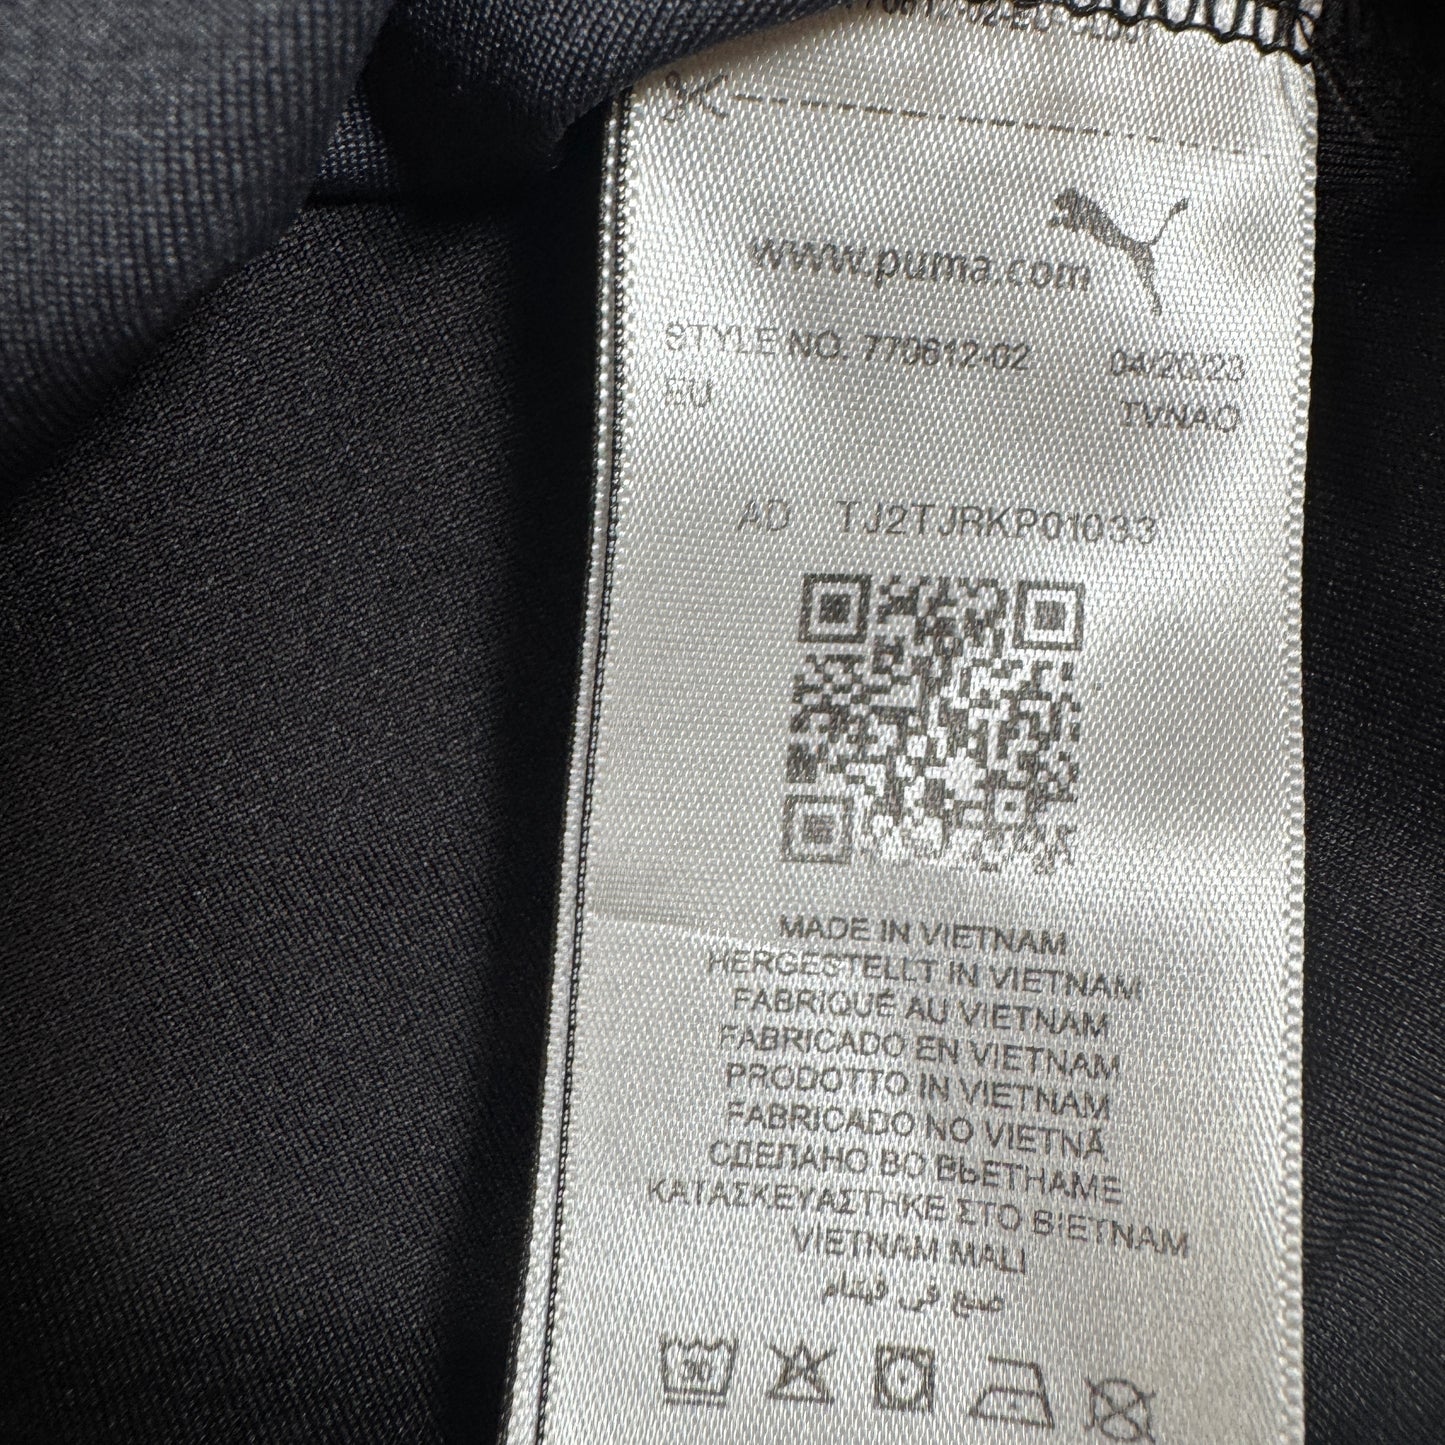 www.puma.com
STYLE NO. 770612-02 04/20/23
EU TVNAO
AD TJ2TJRKP01033
MADE IN VIETNAM
HERGESTELLT IN VIETNAM
FABRIQUÉ AU VIETNAM
FABRICADO EN VIETNAM
PRODOTTO IN VIETNAM
FABRICADO NO VIETNÃ
СДЕЛАНО ВО ВЬЕТНАМЕ
ΚΑΤΑΣΚΕΥΑΣΤΗΚΕ ΣΤΟ ΒΙΕΤΝΑΜ
VIETNAM MALI
صنع في فيتنام
30